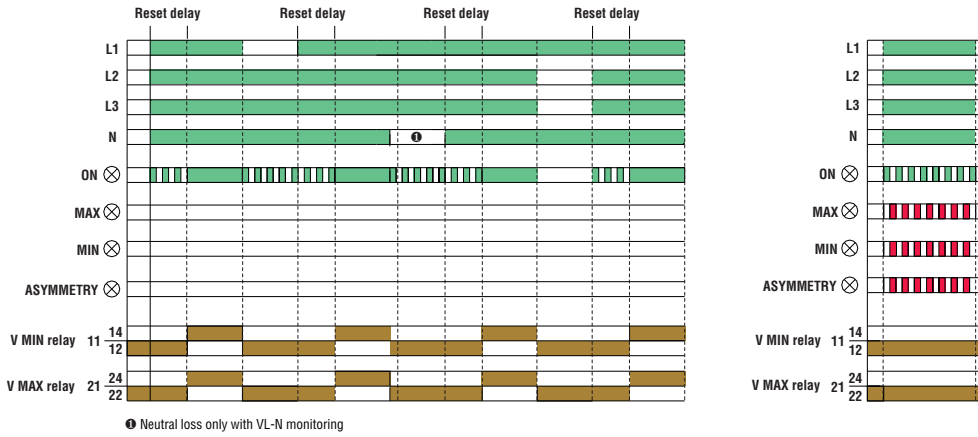 Reset delay Reset delay Reset delay Reset delay
L1 L1
L2 L2
L3 L3
N ❶ N
ON ON
MAX MAX
MIN MIN
ASYMMETRY ASYMMETRY
V MIN relay 11 14 12 V MIN relay 11 14 12
V MAX relay 21 24 22 V MAX relay 21 24 22
❶ Neutral loss only with VL-N monitoring